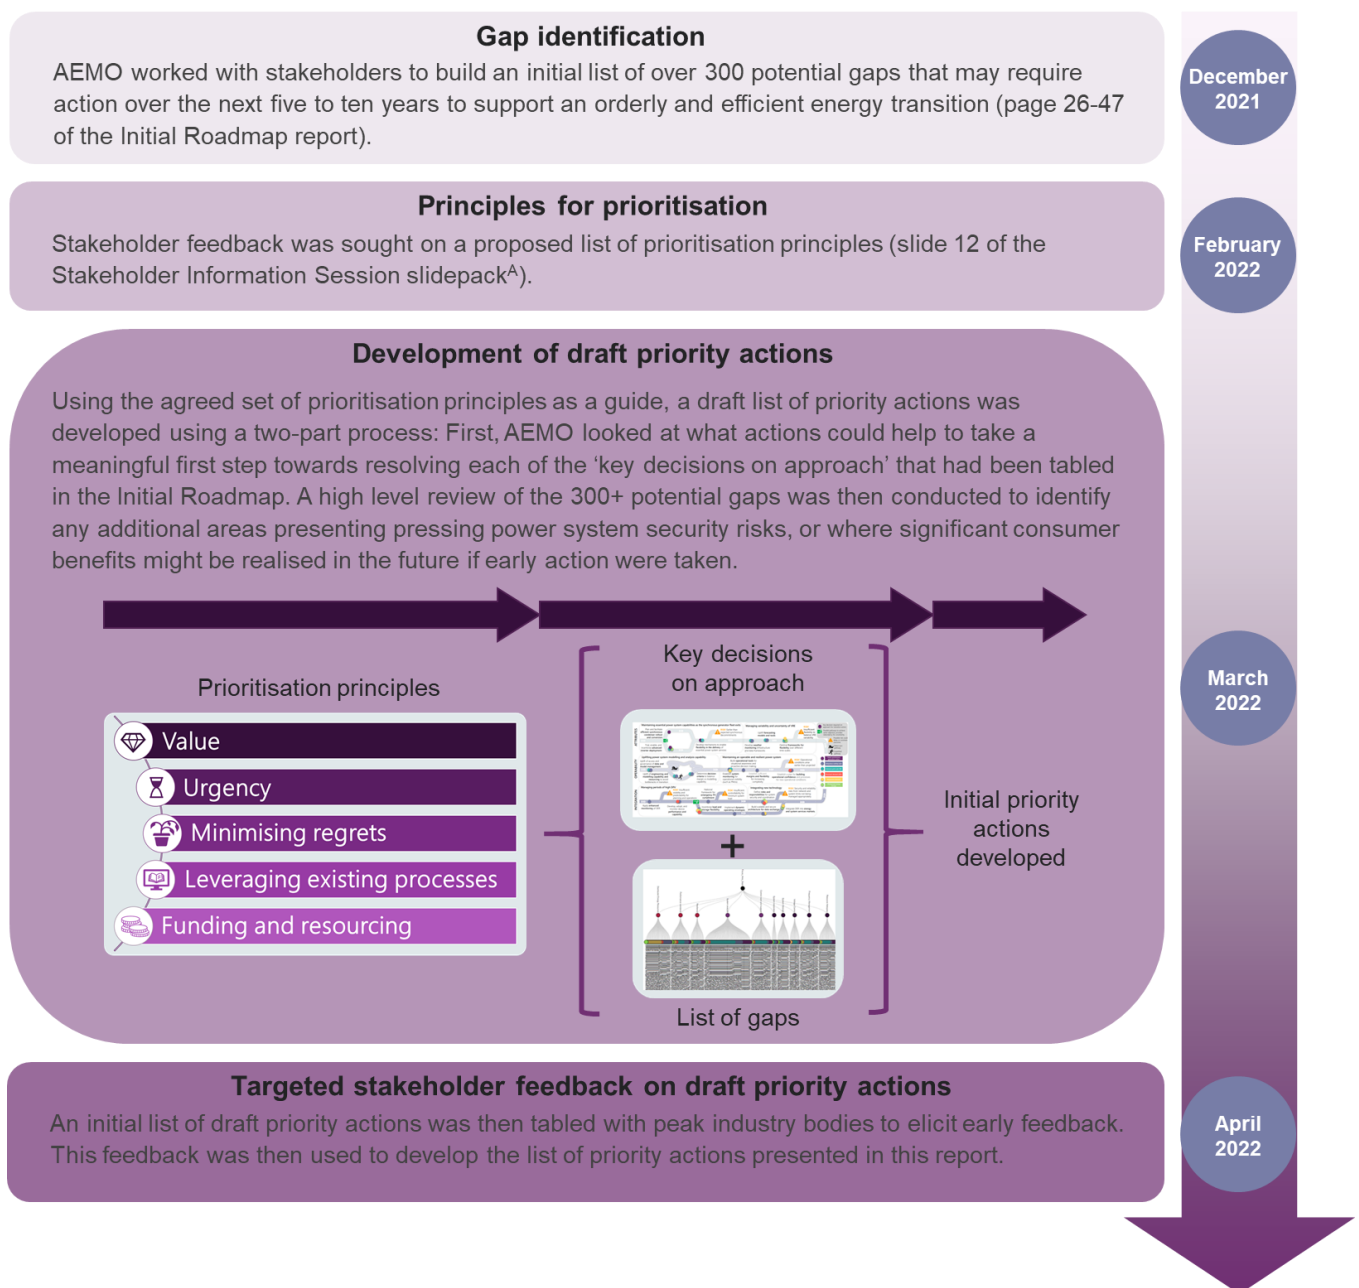 Gap identification
AEMO worked with stakeholders to build an initial list of over 300 potential gaps that may require
action over the next five to ten years to support an orderly and efficient energy transition (page 26-47
of the Initial Roadmap report).
December
2021
Principles for prioritisation
Stakeholder feedback was sought on a proposed list of prioritisation principles (slide 12 of the
Stakeholder Information Session slidepackᴬ).
February
2022
Development of draft priority actions
Using the agreed set of prioritisation principles as a guide, a draft list of priority actions was
developed using a two-part process: First, AEMO looked at what actions could help to take a
meaningful first step towards resolving each of the ‘key decisions on approach’ that had been tabled
in the Initial Roadmap. A high level review of the 300+ potential gaps was then conducted to identify
any additional areas presenting pressing power system security risks, or where significant consumer
benefits might be realised in the future if early action were taken.
March
2022
Prioritisation principles
Value
Urgency
Minimising regrets
Leveraging existing processes
Funding and resourcing
Key decisions
on approach
+
List of gaps
Initial priority
actions
developed
Targeted stakeholder feedback on draft priority actions
An initial list of draft priority actions was then tabled with peak industry bodies to elicit early feedback.
This feedback was then used to develop the list of priority actions presented in this report.
April
2022